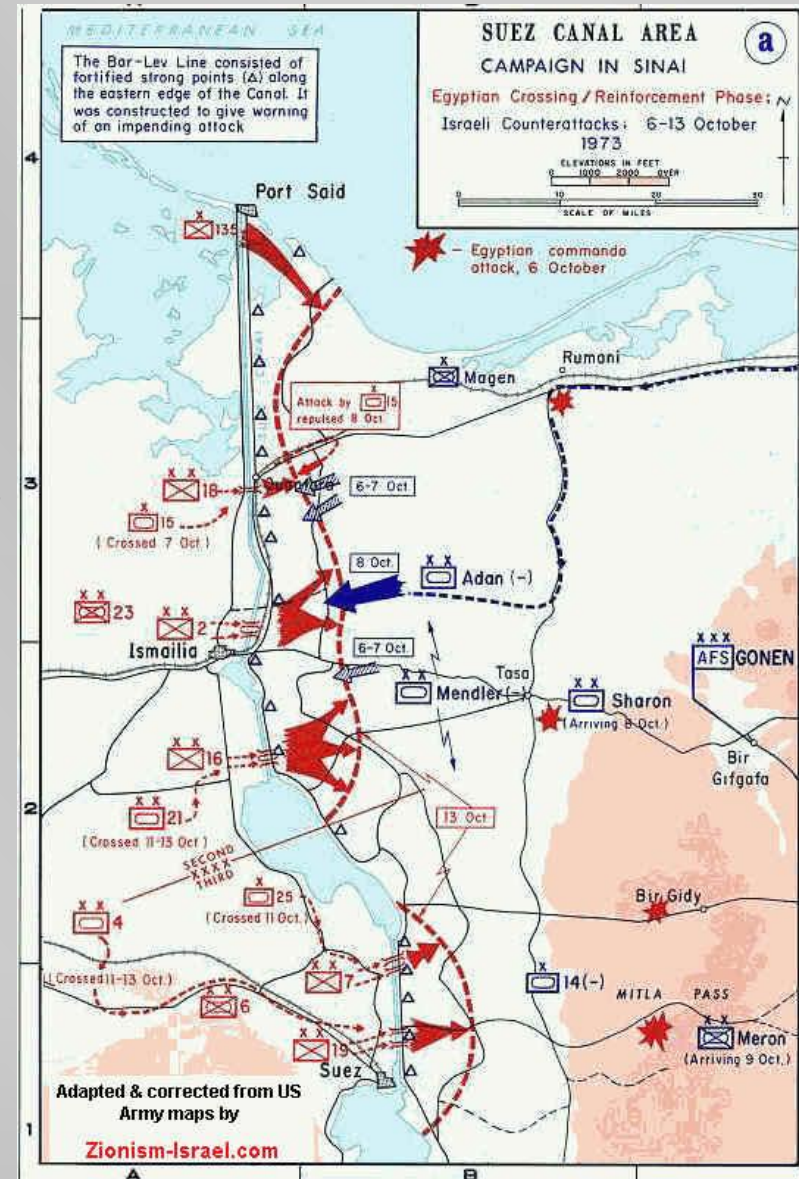 MEDITERRANEAN SEA
The Bar-Lev Line consisted of
fortified strong points (△) along
the eastern edge of the Canal. It
was constructed to give warning
of an impending attack
SUEZ CANAL AREA
a
CAMPAIGN IN SINAI
Egyptian Crossing/Reinforcement Phase;
Israeli Counterattacks: 6-13 October
1973
N
ELEVATIONS IN FEET
0 1000 2000 OVER
0 10 20 30
SCALE OF MILES
4
Port Said
X
135
- Egyptian commando
attack, 6 October
Rumani
X
Magen
Attack by X 15
repulsed 8 Oct.
3
X X
18
6-7 Oct.
X
15
(Crossed 7 Oct.)
8 Oct.
X X
Adan (-)
X X
23
X X
2
Ismailia
6-7 Oct.
X X X
AFS GONEN
Tasa
X X
Mendler (-)
X X
Sharon
(Arriving 8 Oct.)
Bir
Gifgafa
X X
16
2
X X
21
(Crossed 11-13 Oct.)
13 Oct.
SECOND
XXXX
THIRD
X
25
(Crossed 11 Oct.)
Bir Gidy
X X
4
(Crossed 11-13 Oct.)
X X
7
X
14(-)
MITLA PASS
X X
6
X X
19
X X
Meron
(Arriving 9 Oct.)
Suez
Adapted & corrected from US
Army maps by
Zionism-Israel.com
1
A
B